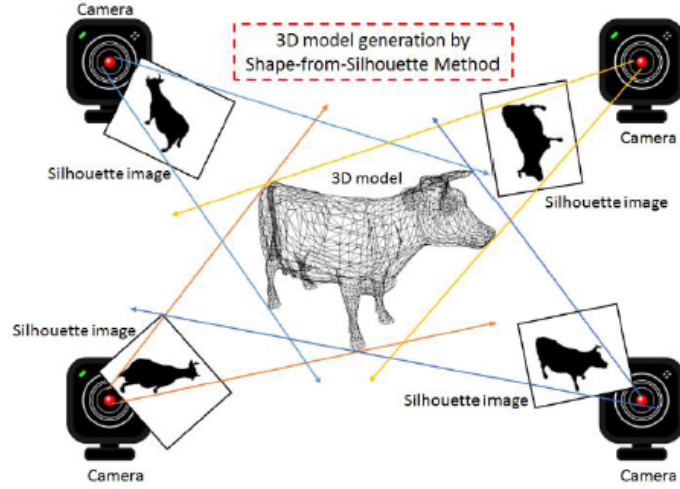 Camera
3D model generation by
Shape-from-Silhouette Method
Camera
Silhouette image
3D model
Silhouette image
Silhouette image
Silhouette image
Camera
Camera